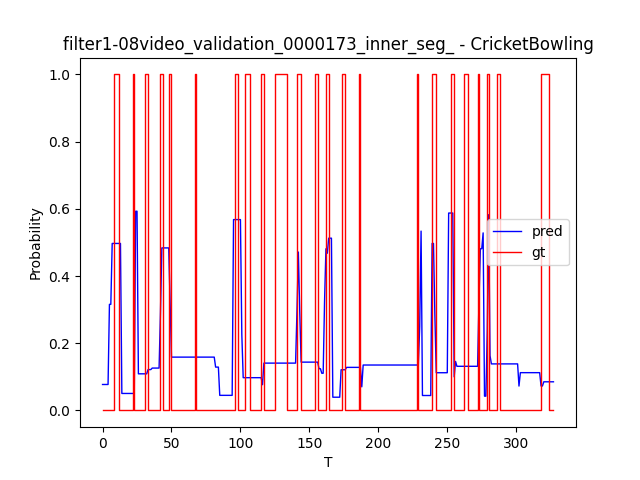 filter1-08video_validation_0000173_inner_seg_ - CricketBowling
1.0
0.8
0.6
0.4
0.2
0.0
Probability
pred
gt
0
50
100
150
200
250
300
T